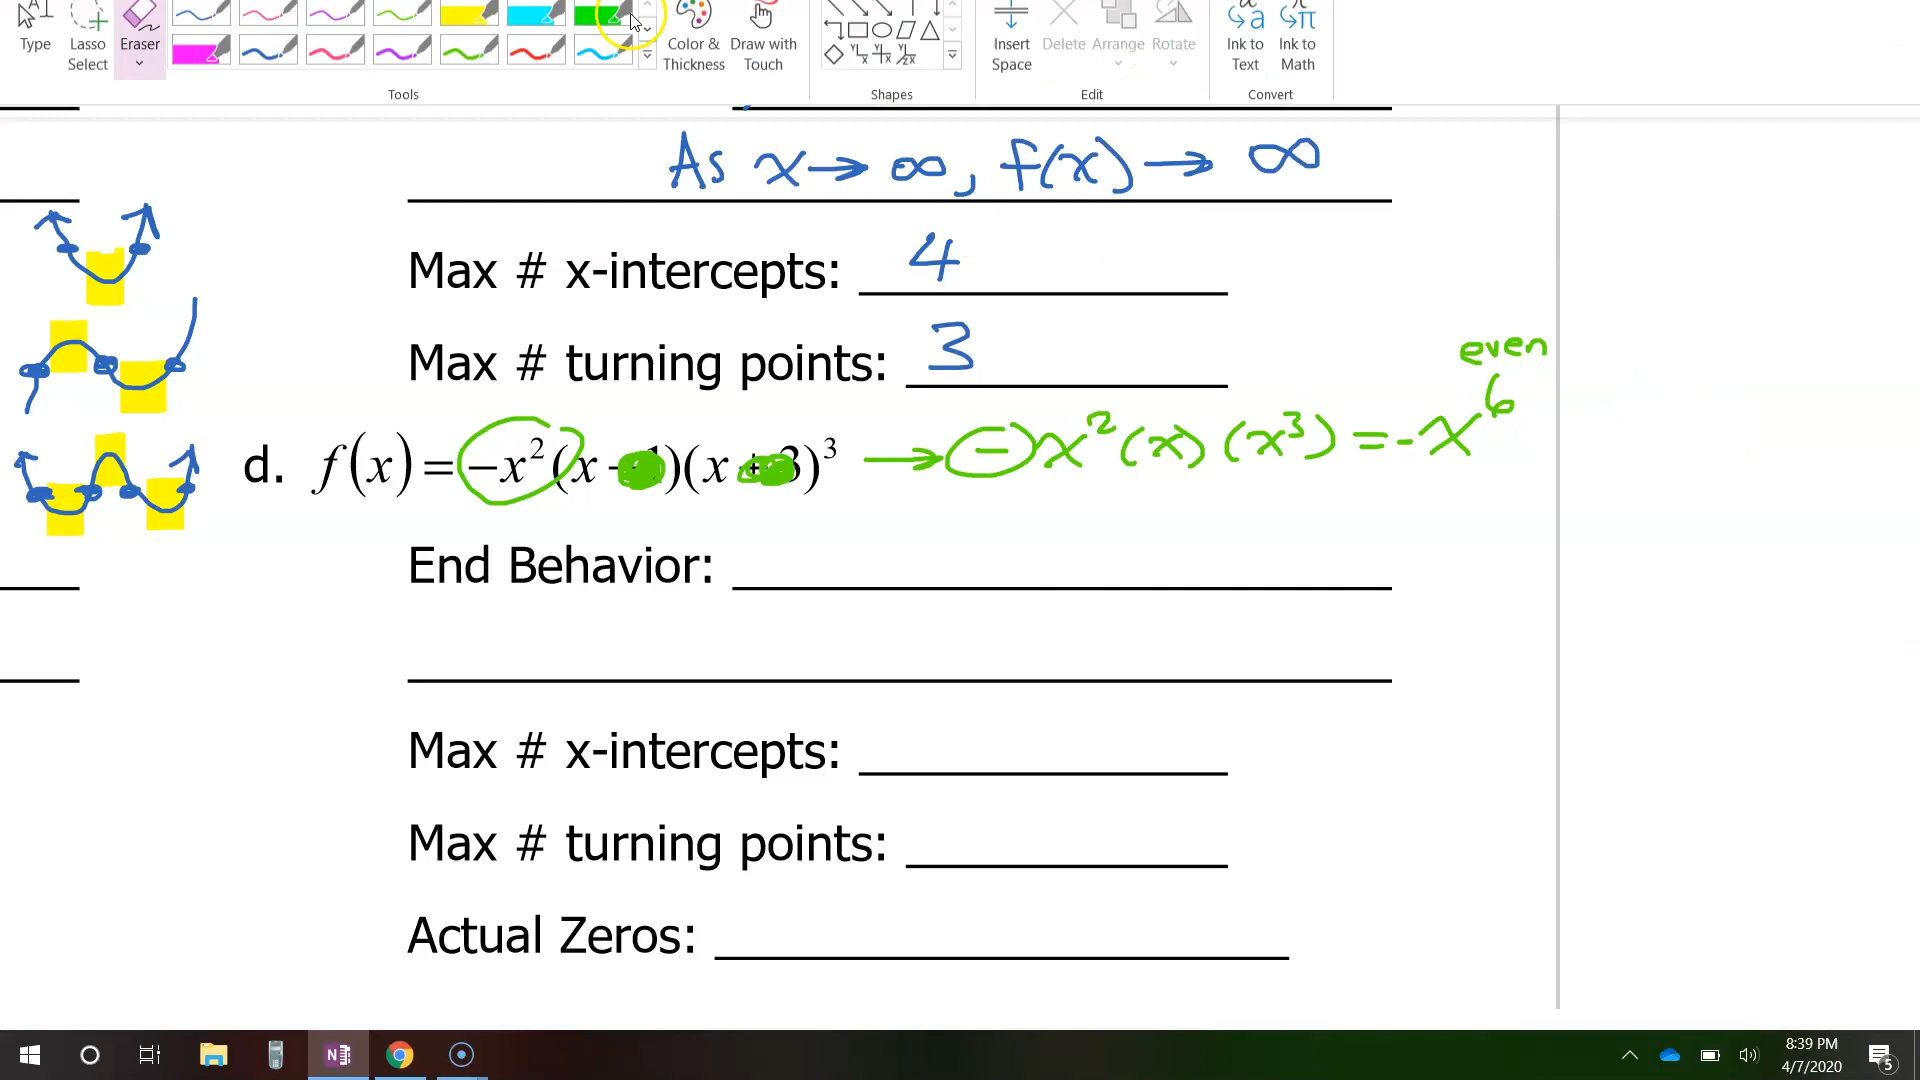 Type
Lasso Select
Eraser
Color & Thickness
Draw with Touch
Insert Space
Delete
Arrange
Rotate
Ink to Text
Ink to Math
Tools
Shapes
Edit
Convert
As x → ∞, f(x) → ∞
Max # x-intercepts: 4
Max # turning points: 3
even
d. f(x) = −x²(x − 1)(x + 3)³ → −x²(x)(x³) = -x⁶
End Behavior:
Max # x-intercepts:
Max # turning points:
Actual Zeros:
8:39 PM
4/7/2020
5